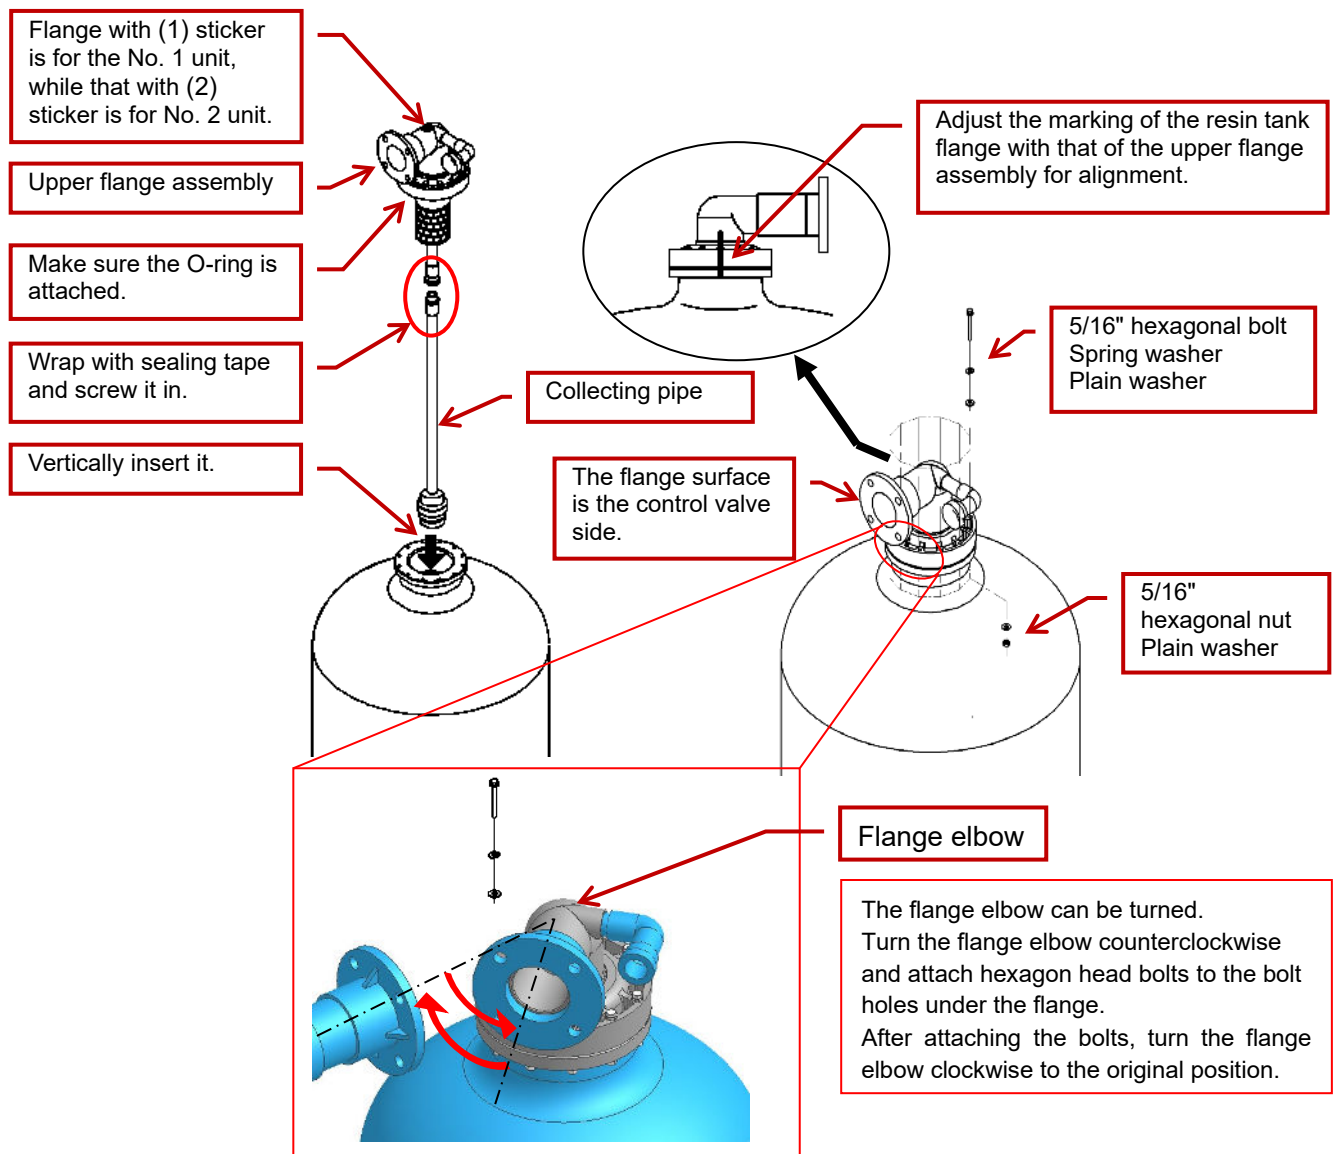 Flange with (1) sticker
is for the No. 1 unit,
while that with (2)
sticker is for No. 2 unit.
Upper flange assembly
Make sure the O-ring is
attached.
Wrap with sealing tape
and screw it in.
Vertically insert it.
Collecting pipe
Adjust the marking of the resin tank
flange with that of the upper flange
assembly for alignment.
5/16" hexagonal bolt
Spring washer
Plain washer
The flange surface
is the control valve
side.
5/16"
hexagonal nut
Plain washer
Flange elbow
The flange elbow can be turned.
Turn the flange elbow counterclockwise
and attach hexagon head bolts to the bolt
holes under the flange.
After attaching the bolts, turn the flange
elbow clockwise to the original position.